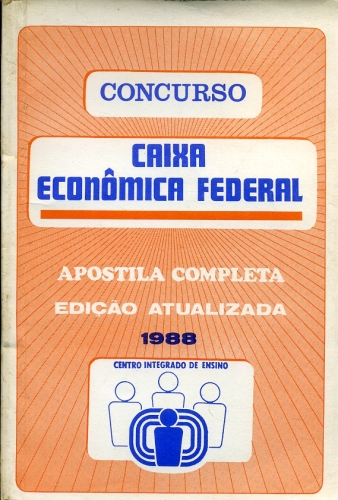 CONCURSO
CAIXA
ECONÔMICA FEDERAL
APOSTILA COMPLETA
EDIÇÃO ATUALIZADA
1988
CENTRO INTEGRADO DE ENSINO